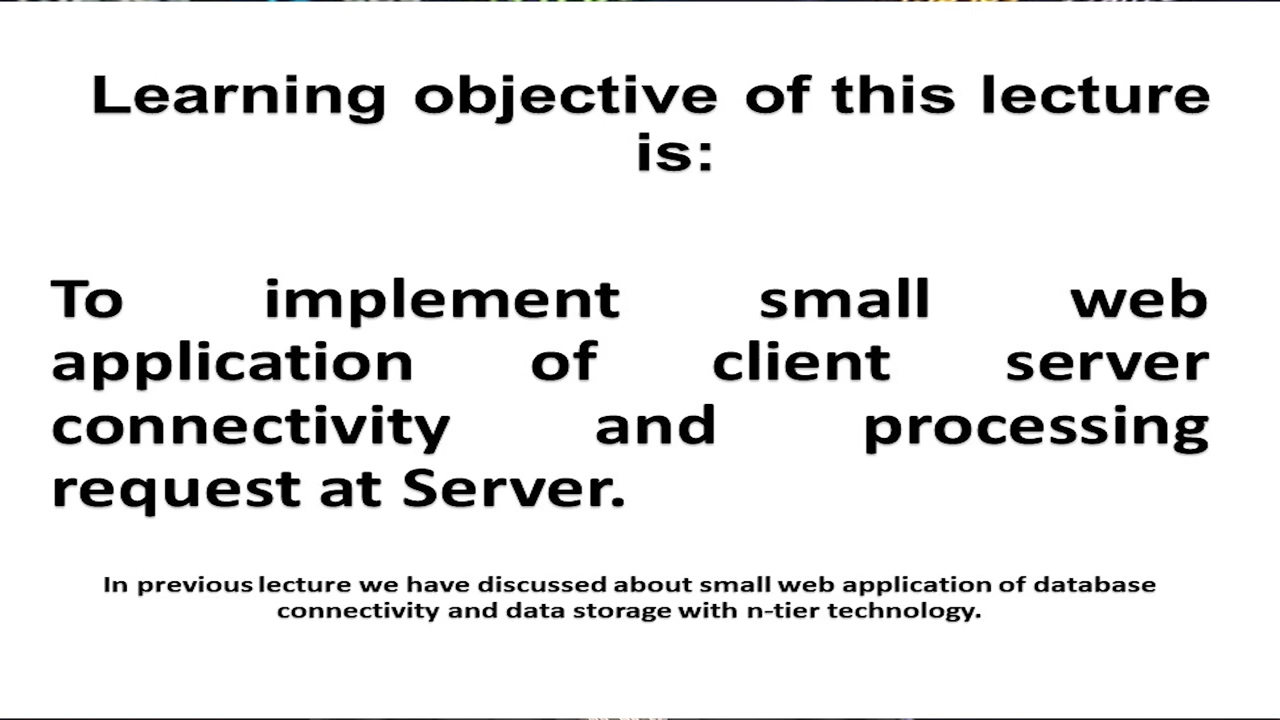 Learning objective of this lecture
is:
To implement small web
application of client server
connectivity and processing
request at Server.
In previous lecture we have discussed about small web application of database
connectivity and data storage with n-tier technology.